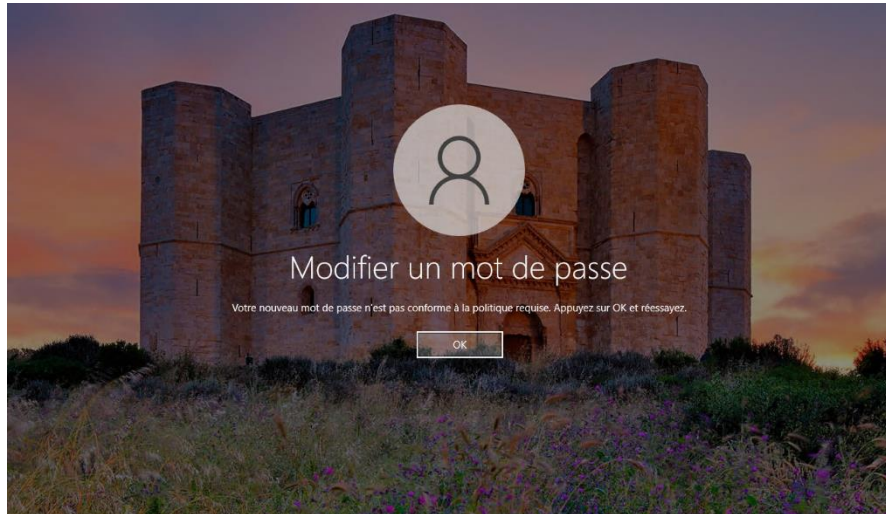 Modifier un mot de passe
Votre nouveau mot de passe n'est pas conforme à la politique requise. Appuyez sur OK et réessayez.
OK